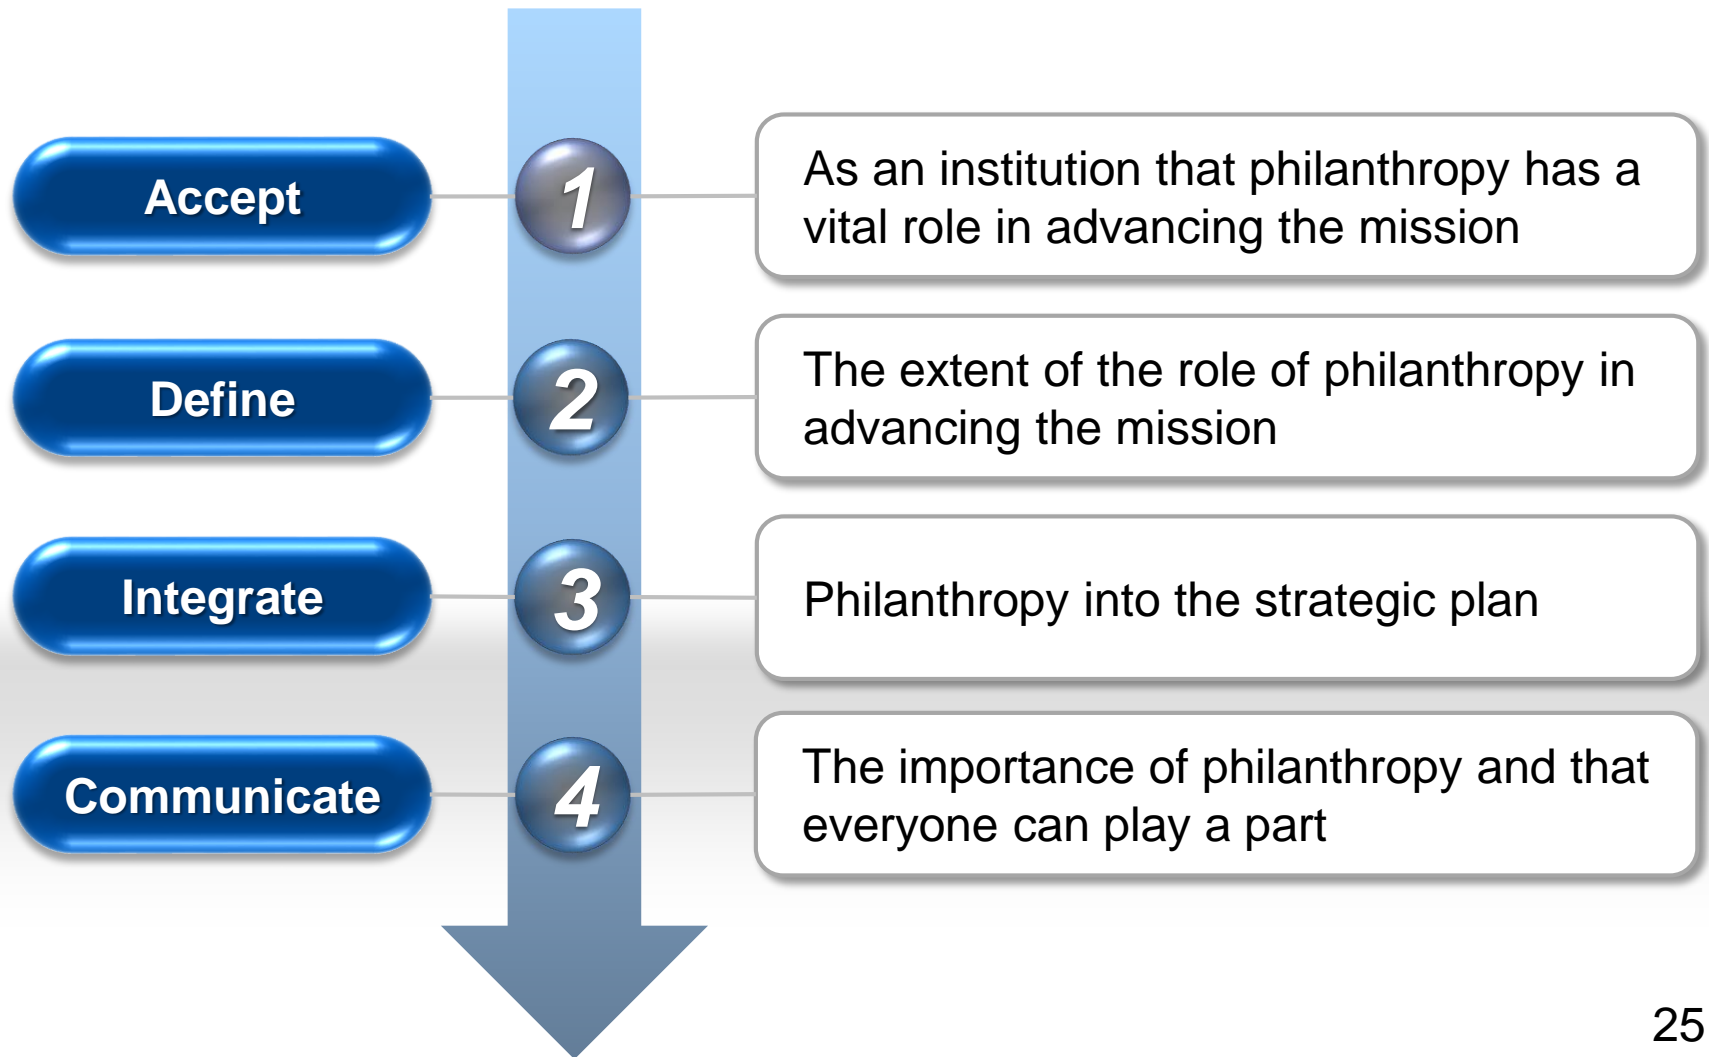 Accept
1
As an institution that philanthropy has a
vital role in advancing the mission
Define
2
The extent of the role of philanthropy in
advancing the mission
Integrate
3
Philanthropy into the strategic plan
Communicate
4
The importance of philanthropy and that
everyone can play a part
25